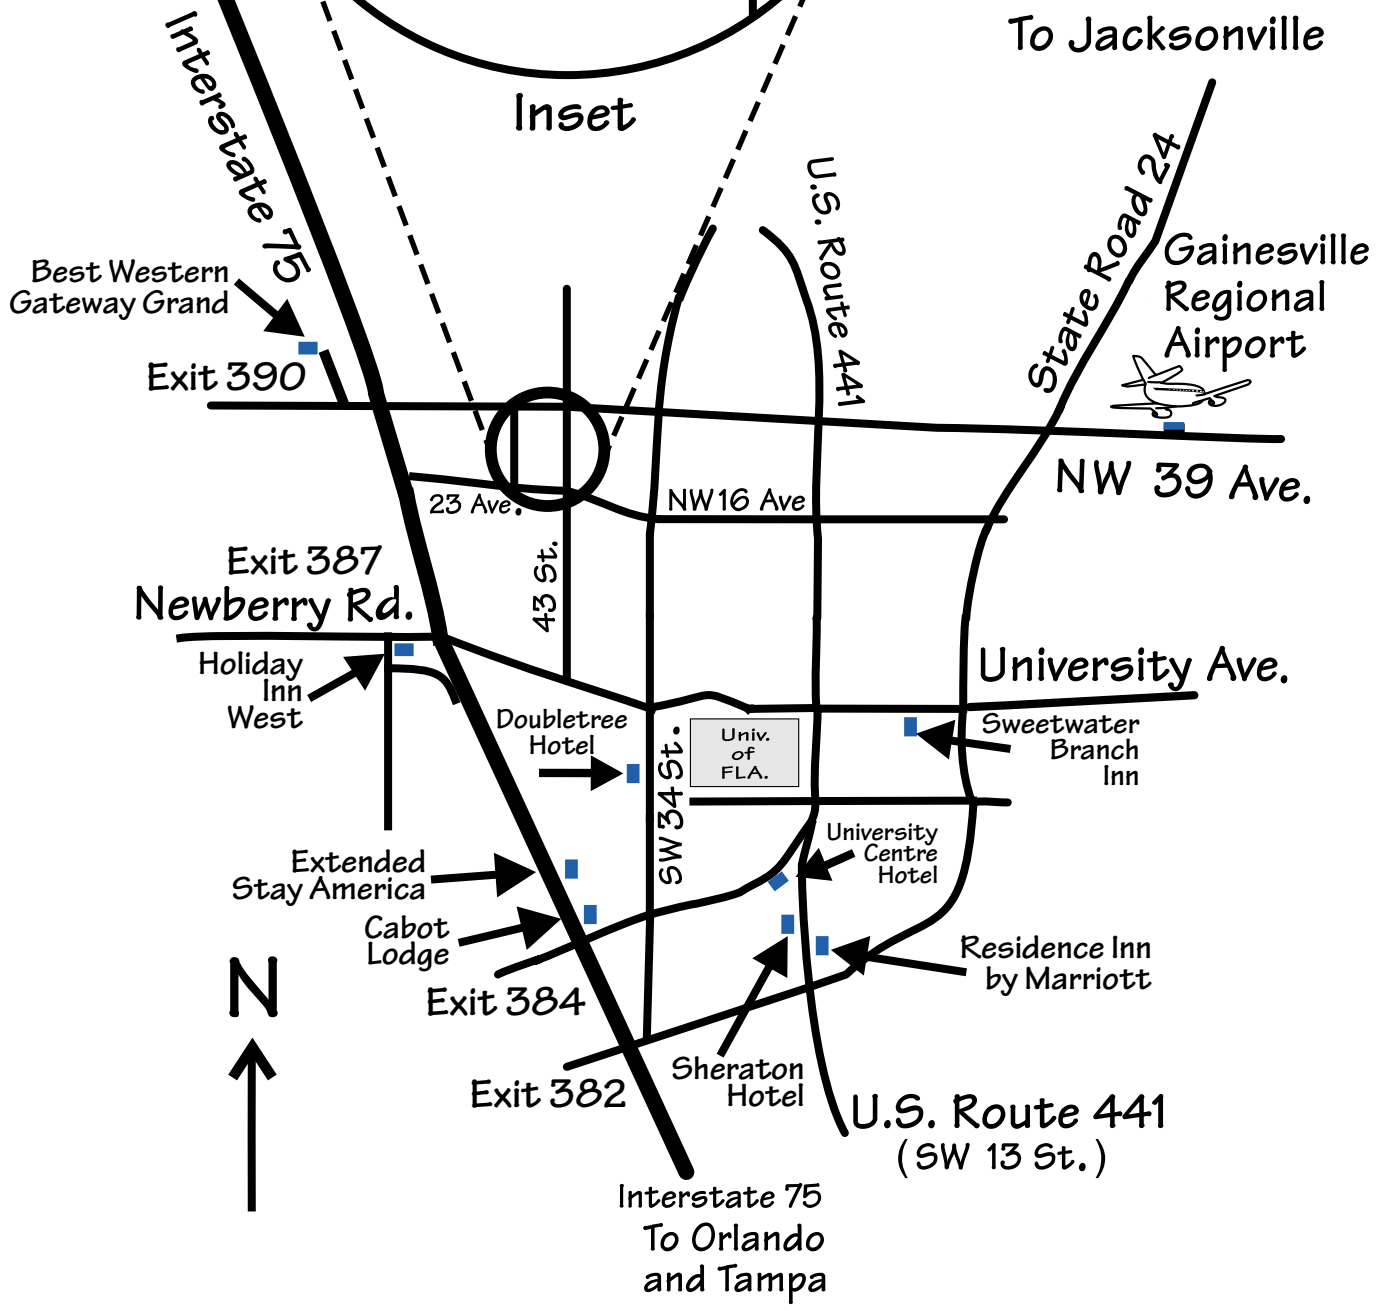 To Jacksonville
Interstate 75
Inset
State Road 24
U.S. Route 441
Gainesville
Regional
Airport
Best Western
Gateway Grand
Exit 390
NW 39 Ave.
23 Ave.
NW 16 Ave
Exit 387
Newberry Rd.
43 St.
Holiday
Inn
West
University Ave.
Doubletree
Hotel
SW 34 St.
Univ.
of
FLA.
Sweetwater
Branch
Inn
University
Centre
Hotel
Extended
Stay America
Cabot
Lodge
Residence Inn
by Marriott
N
Exit 384
Sheraton
Hotel
Exit 382
U.S. Route 441
(SW 13 St.)
Interstate 75
To Orlando
and Tampa